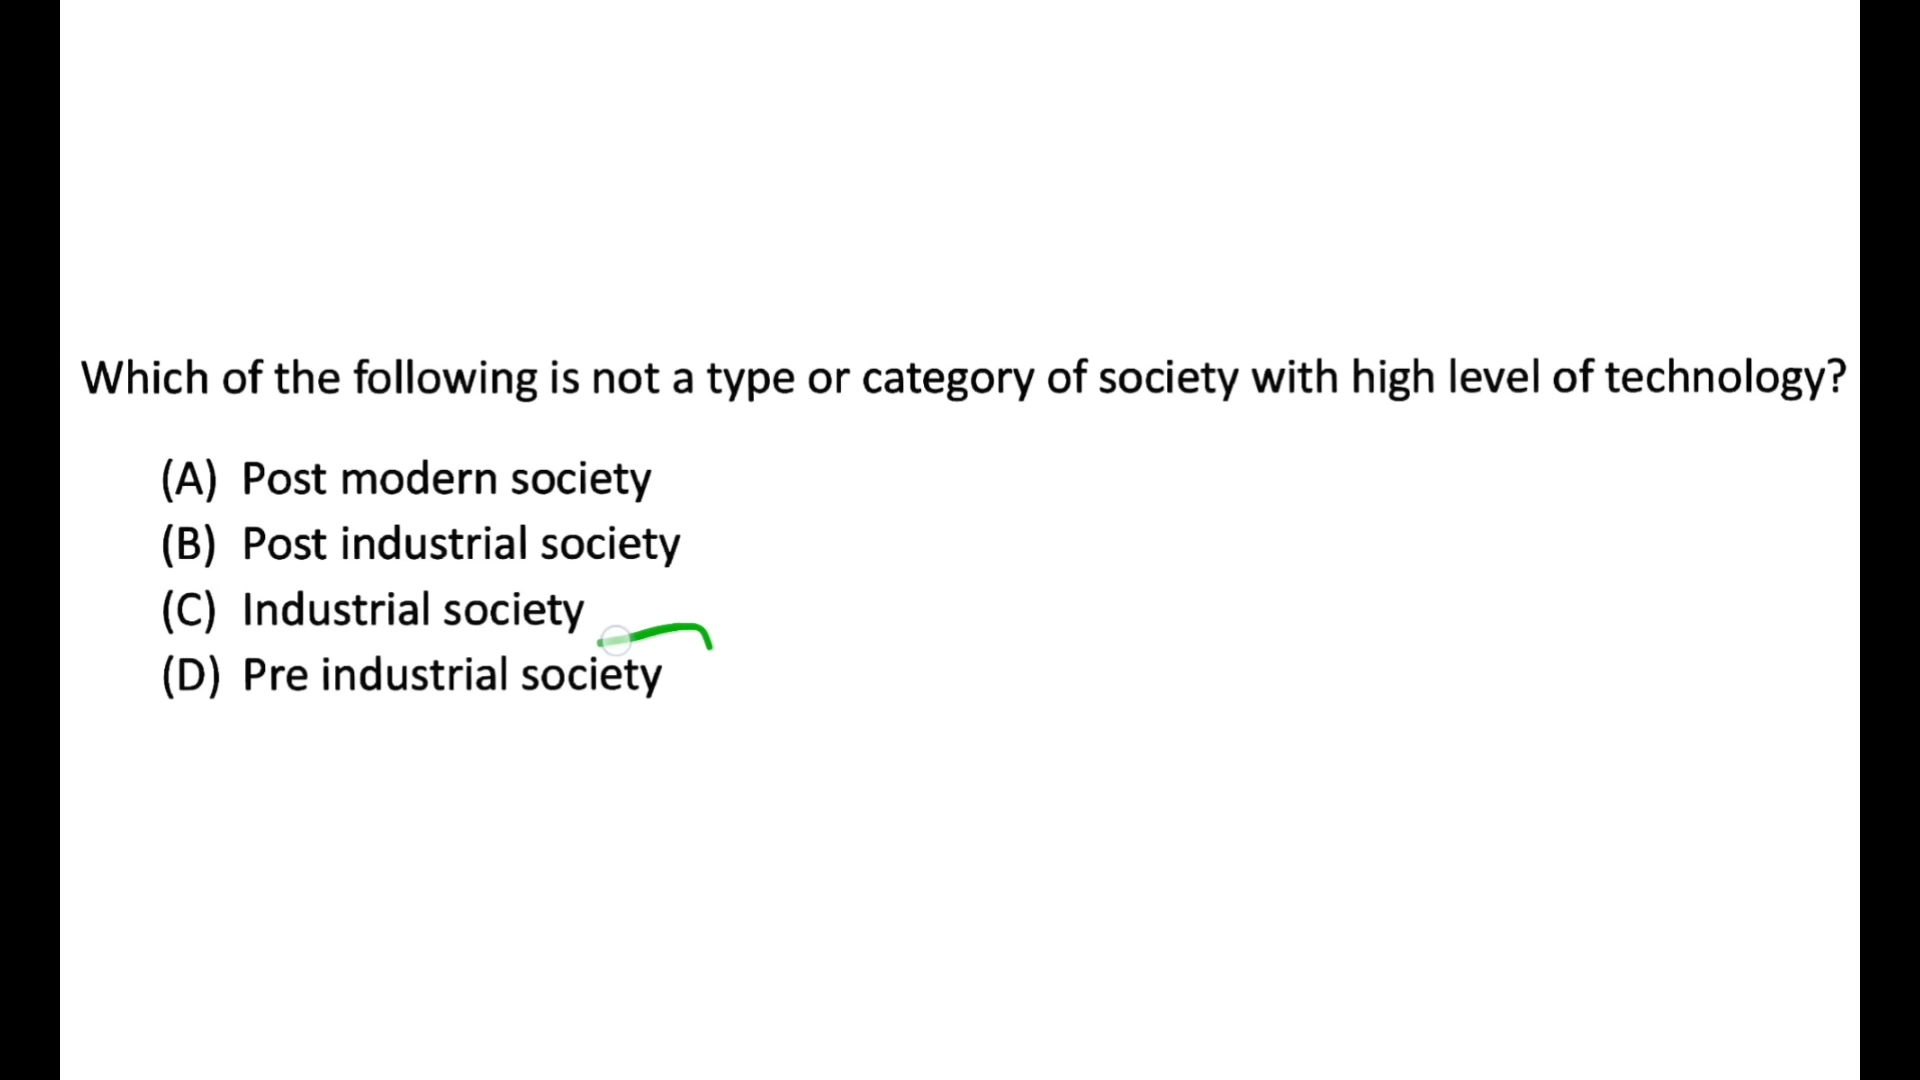 Which of the following is not a type or category of society with high level of technology?
(A) Post modern society
(B) Post industrial society
(C) Industrial society
(D) Pre industrial society